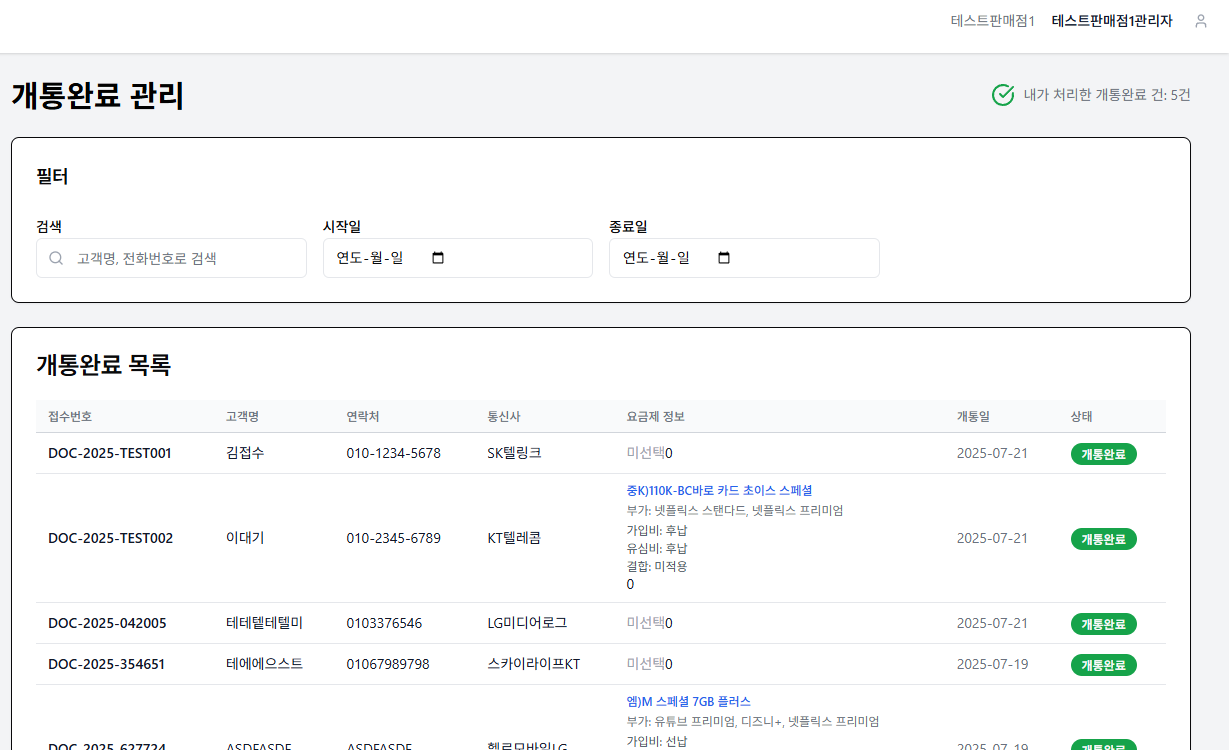 테스트판매점1 테스트판매점1관리자
개통완료 관리
내가 처리한 개통완료 건: 5건
필터
검색 시작일 종료일
고객명, 전화번호로 검색 연도-월-일 연도-월-일
개통완료 목록
접수번호 고객명 연락처 통신사 요금제 정보 개통일 상태
DOC-2025-TEST001 김접수 010-1234-5678 SK텔링크 미선택0 2025-07-21 개통완료
중K)110K-BC바로 카드 초이스 스페셜
부가: 넷플릭스 스탠다드, 넷플릭스 프리미엄
가입비: 후납
DOC-2025-TEST002 이대기 010-2345-6789 KT텔레콤 2025-07-21 개통완료
유심비: 후납
결합: 미적용
0
DOC-2025-042005 테테텥테텔미 0103376546 LG미디어로그 미선택0 2025-07-21 개통완료
DOC-2025-354651 테에에으스트 01067989798 스카이라이프KT 미선택0 2025-07-19 개통완료
엠)M 스페셜 7GB 플러스
부가: 유튜브 프리미엄, 디즈니+, 넷플릭스 프리미엄
가입비: 선납
DOC-2025-627724 ASDFASDF ASDFASDF 헬로모바일LG 2025-07-19 개통완료